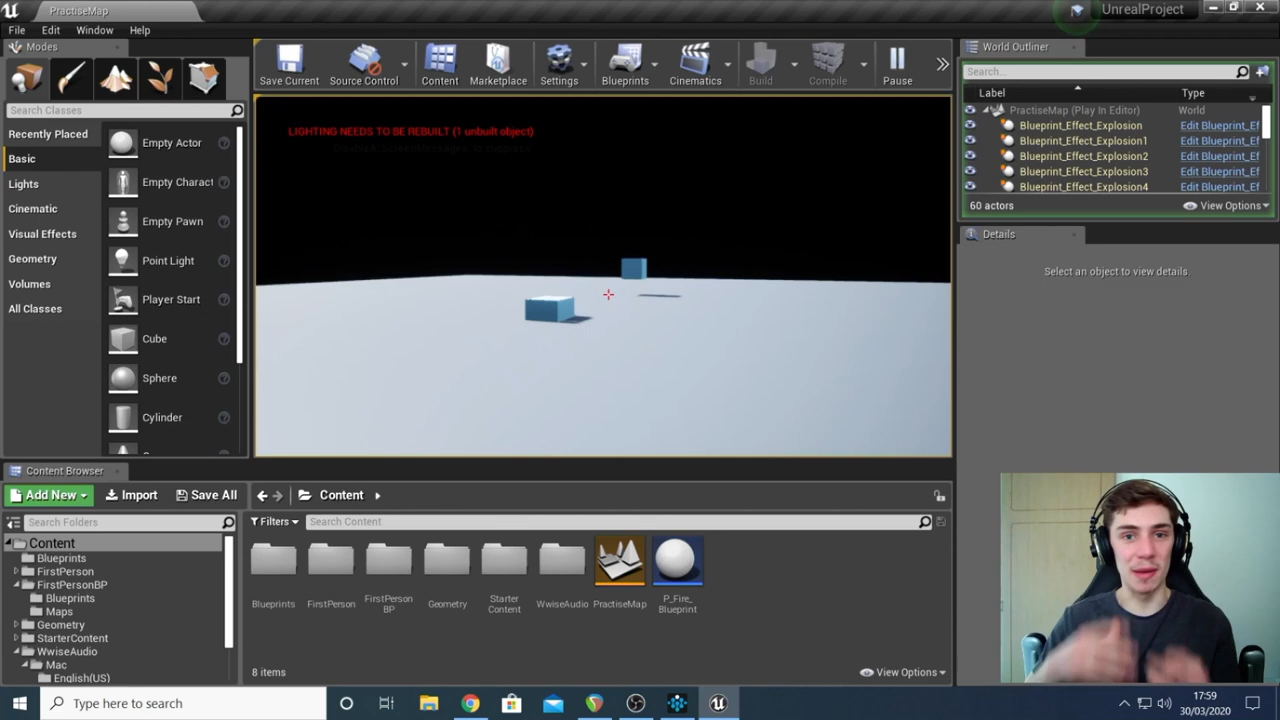 PractiseMap
UnrealProject
File Edit Window Help
Modes
Search Classes
Recently Placed
Basic
Lights
Cinematic
Visual Effects
Geometry
Volumes
All Classes
Empty Actor
Empty Charact
Empty Pawn
Point Light
Player Start
Cube
Sphere
Cylinder
Save Current Source Control Content Marketplace Settings Blueprints Cinematics Build Compile Pause
LIGHTING NEEDS TO BE REBUILT (1 unbuilt object)
World Outliner
Search...
Label Type
PractiseMap (Play In Editor) World
Blueprint_Effect_Explosion Edit Blueprint_Ef
Blueprint_Effect_Explosion1 Edit Blueprint_Ef
Blueprint_Effect_Explosion2 Edit Blueprint_Ef
Blueprint_Effect_Explosion3 Edit Blueprint_Ef
Blueprint_Effect_Explosion4 Edit Blueprint_Ef
60 actors View Options
Details
Select an object to view details.
Content Browser
Add New Import Save All Content
Search Folders
Filters Search Content
Content
Blueprints
FirstPerson
FirstPersonBP
Blueprints
Maps
Geometry
StarterContent
WwiseAudio
Mac
English(US)
Blueprints
FirstPerson
FirstPerson
BP
Geometry
Starter
Content
WwiseAudio
PractiseMap
P_Fire_
Blueprint
8 items View Options
Type here to search
17:59
30/03/2020